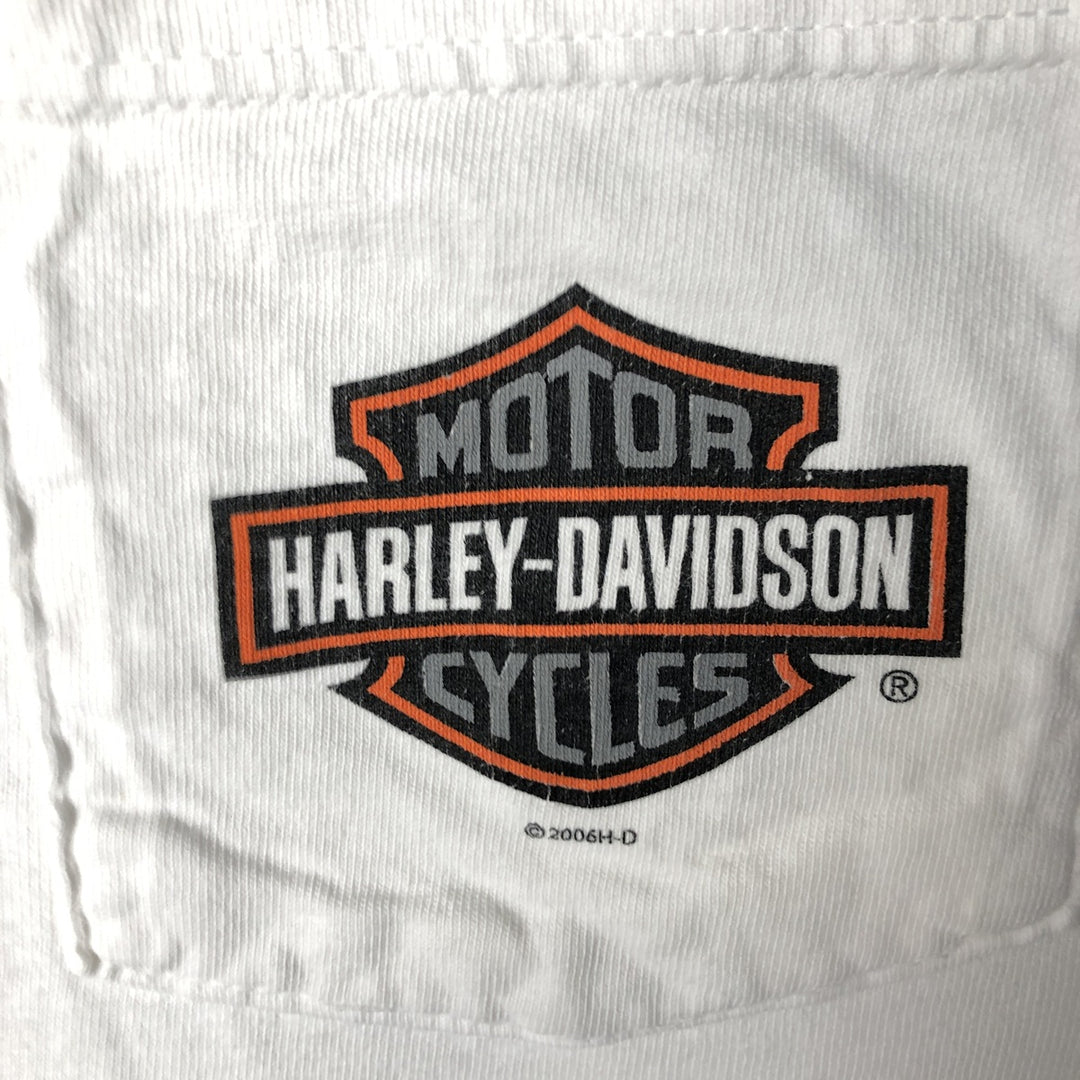 MOTOR
HARLEY-DAVIDSON
CYCLES
®
©2006H-D